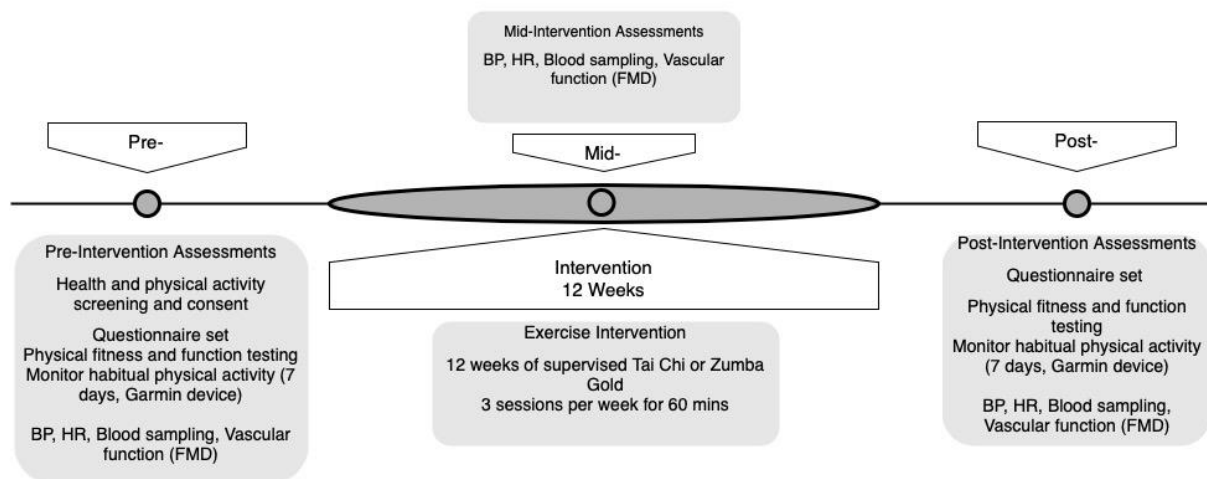 Mid-Intervention Assessments
BP, HR, Blood sampling, Vascular
function (FMD)
Pre-
Mid-
Post-
Pre-Intervention Assessments
Health and physical activity
screening and consent
Questionnaire set
Physical fitness and function testing
Monitor habitual physical activity (7
days, Garmin device)
BP, HR, Blood sampling, Vascular
function (FMD)
Intervention
12 Weeks
Exercise Intervention
12 weeks of supervised Tai Chi or Zumba
Gold
3 sessions per week for 60 mins
Post-Intervention Assessments
Questionnaire set
Physical fitness and function
testing
Monitor habitual physical activity
(7 days, Garmin device)
BP, HR, Blood sampling,
Vascular function (FMD)